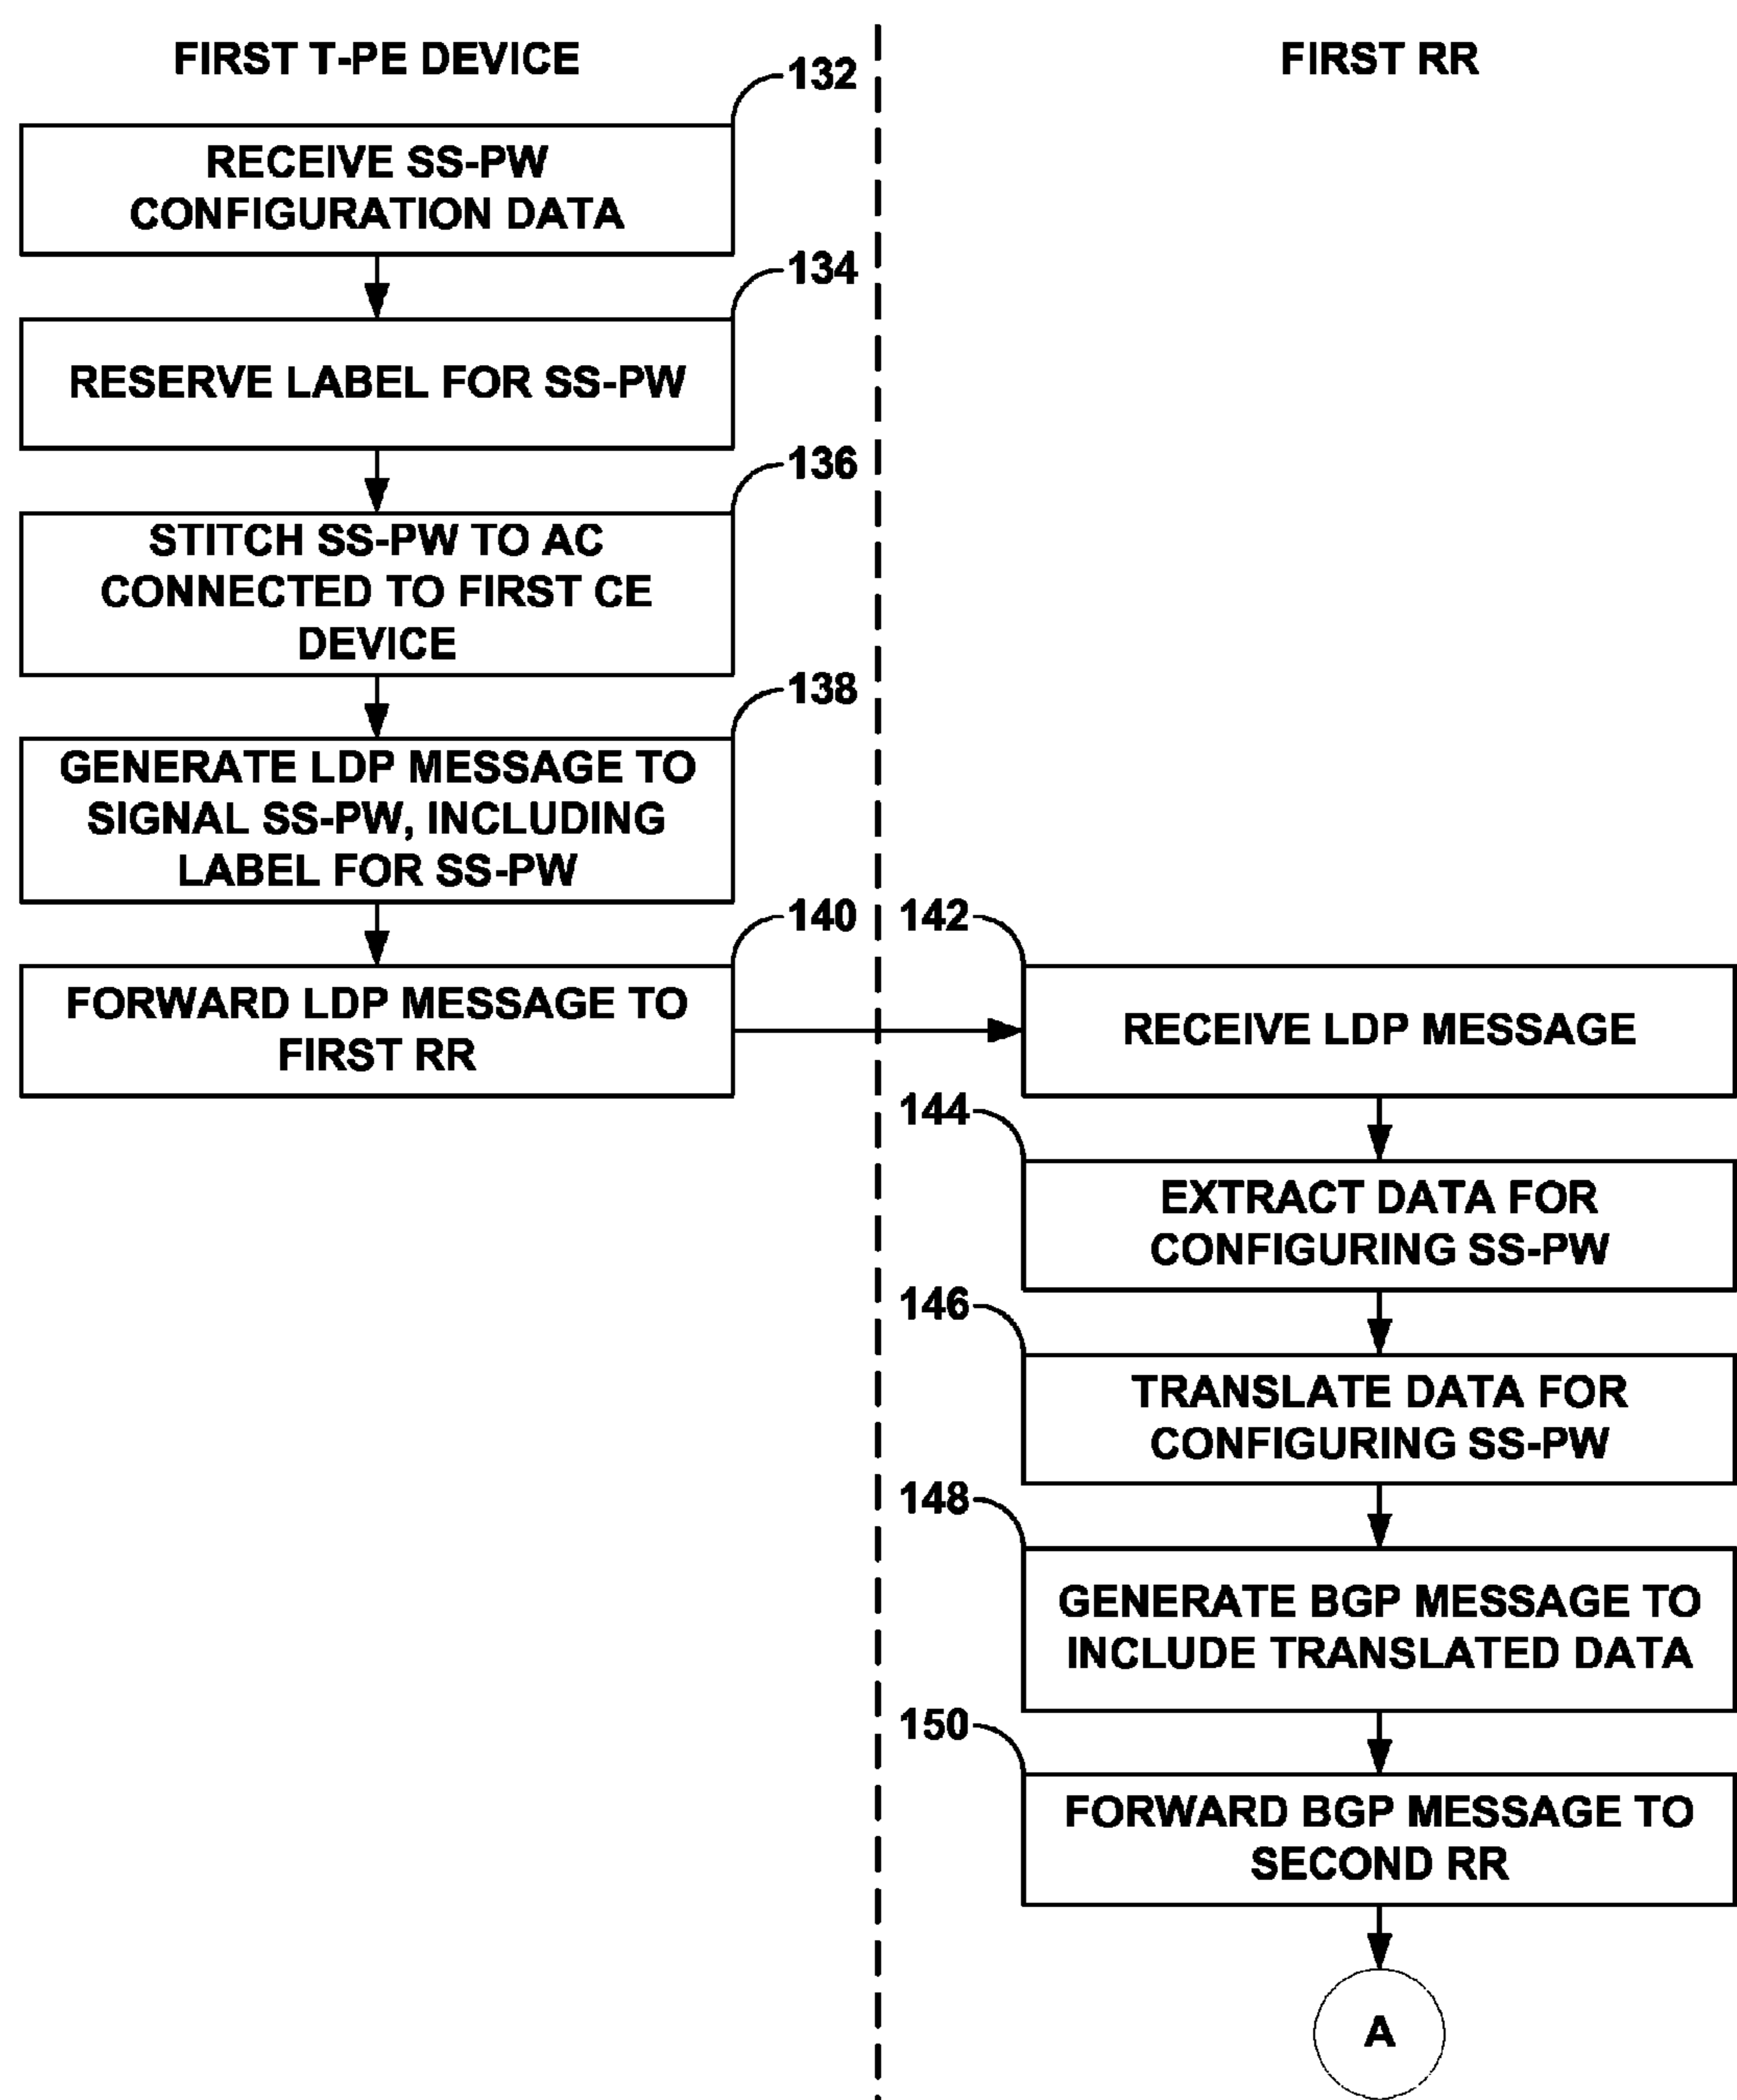 FIRST T-PE DEVICE
132
RECEIVE SS-PW
CONFIGURATION DATA
134
RESERVE LABEL FOR SS-PW
136
STITCH SS-PW TO AC
CONNECTED TO FIRST CE
DEVICE
138
GENERATE LDP MESSAGE TO
SIGNAL SS-PW, INCLUDING
LABEL FOR SS-PW
140
FORWARD LDP MESSAGE TO
FIRST RR
FIRST RR
142
RECEIVE LDP MESSAGE
144
EXTRACT DATA FOR
CONFIGURING SS-PW
146
TRANSLATE DATA FOR
CONFIGURING SS-PW
148
GENERATE BGP MESSAGE TO
INCLUDE TRANSLATED DATA
150
FORWARD BGP MESSAGE TO
SECOND RR
A